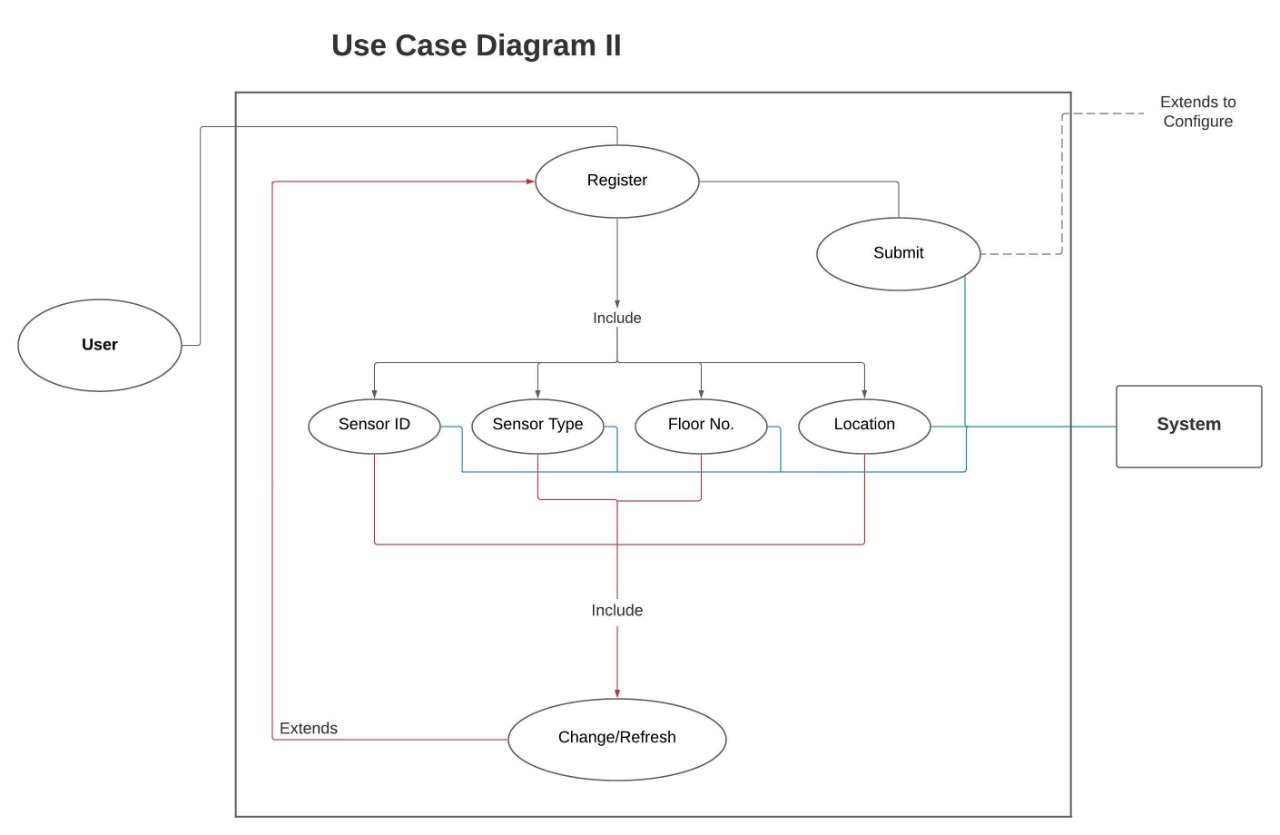 Use Case Diagram II
Extends to
Configure
Register
Submit
Include
User
Sensor ID
Sensor Type
Floor No.
Location
System
Include
Extends
Change/Refresh